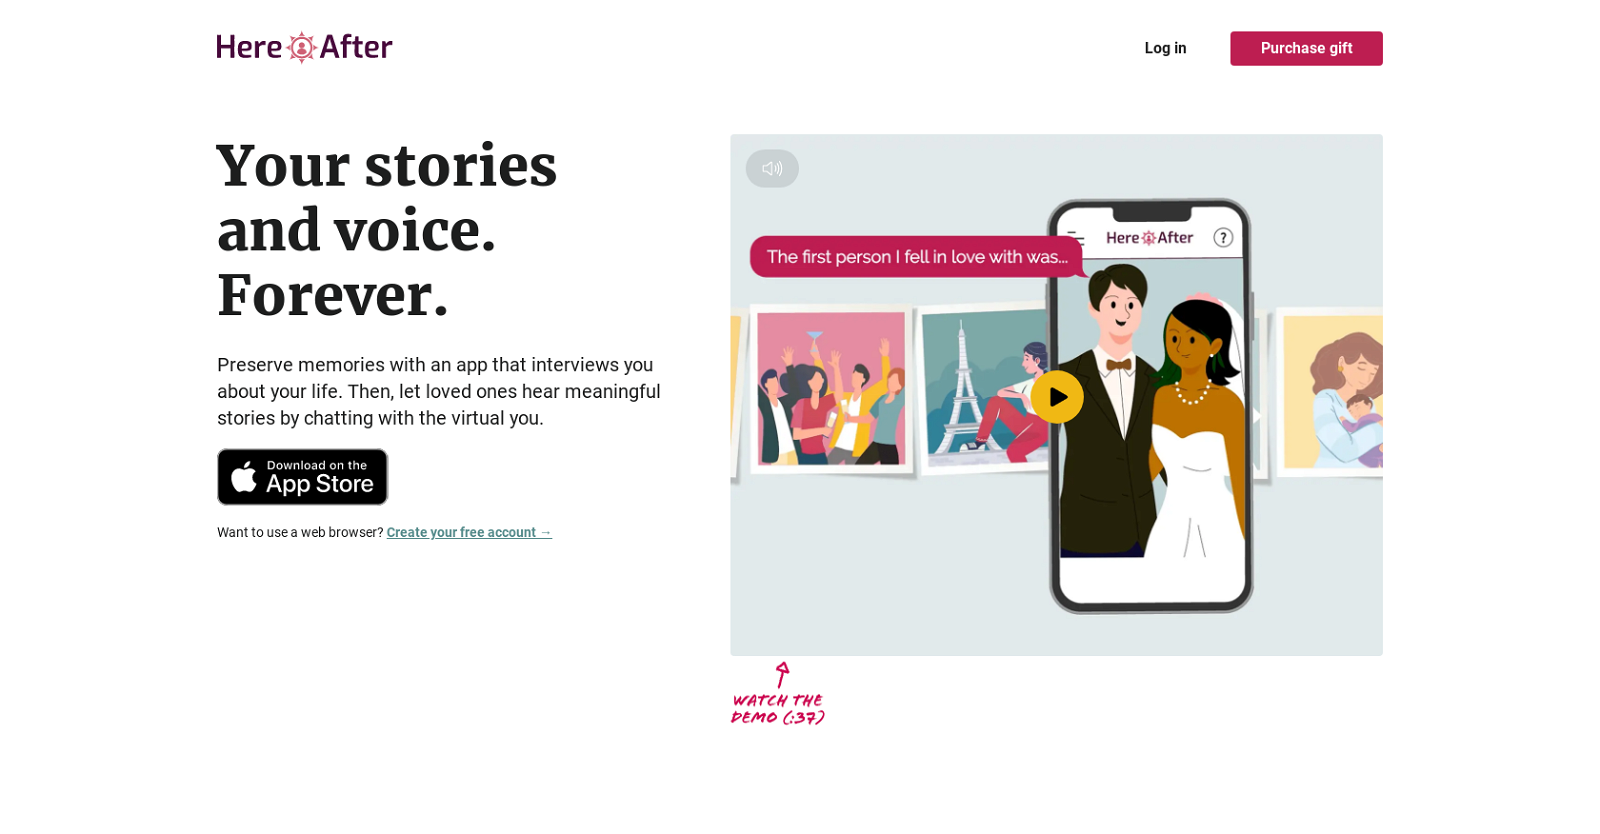 Here After
Log in
Purchase gift
Your stories
and voice.
Forever.
Preserve memories with an app that interviews you
about your life. Then, let loved ones hear meaningful
stories by chatting with the virtual you.
Download on the
App Store
Want to use a web browser? Create your free account →
Here After
?
The first person I fell in love with was...
WATCH THE
DEMO (:37)